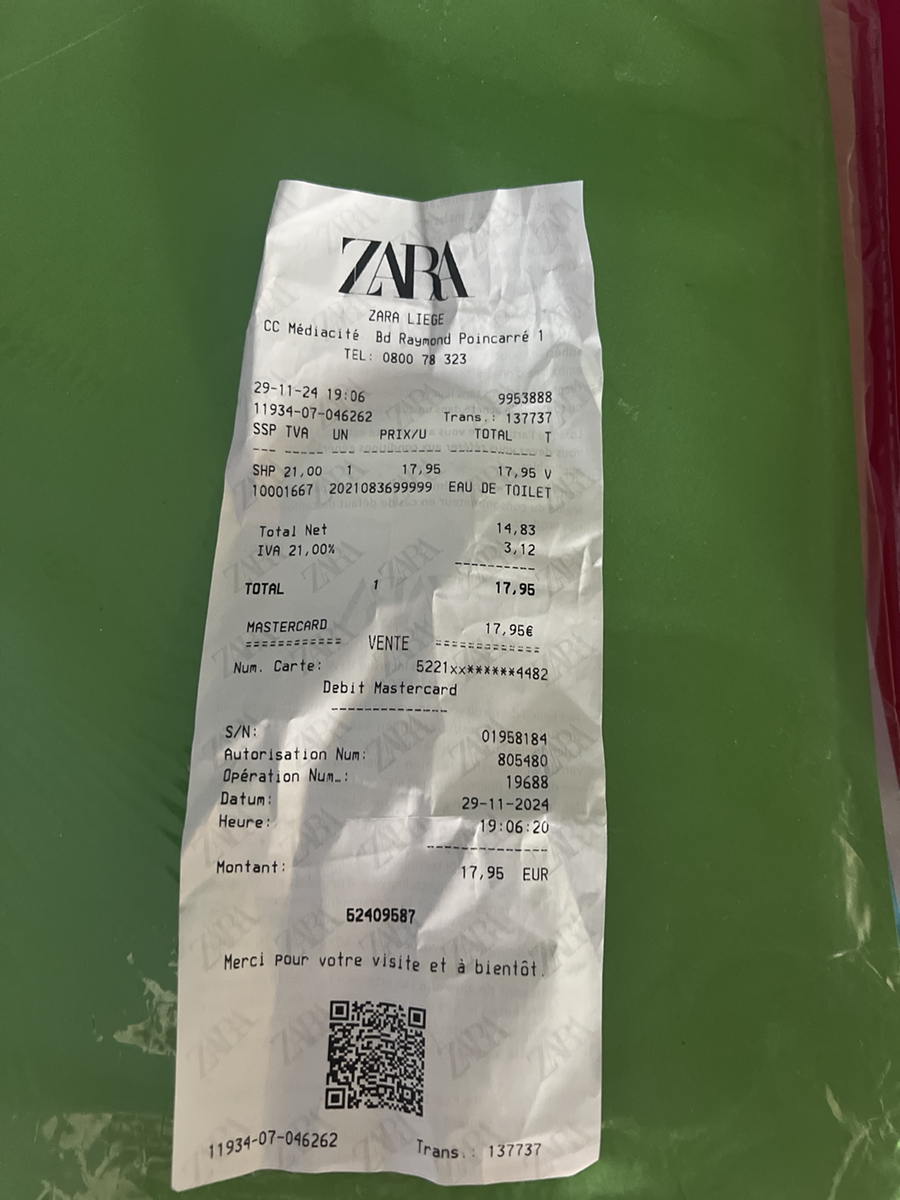 ZARA
ZARA LIEGE
CC Médiacité Bd Raymond Poincarré 1
TEL: 0800 78 323
29-11-24 19:06 9953888
11934-07-046262 Trans.: 137737
SSP TVA UN PRIX/U TOTAL T
--- ----- --- ------- ---------- -
SHP 21,00 1 17,95 17,95 V
10001667 2021083699999 EAU DE TOILET
Total Net 14,83
IVA 21,00% 3,12
----------
TOTAL 1 17,95
MASTERCARD 17,95€
============ VENTE =============
Num. Carte: 5221xx******4482
Debit Mastercard
-------------
S/N: 01958184
Autorisation Num: 805480
Opération Num.: 19688
Datum: 29-11-2024
Heure: 19:06:20
--------------
Montant: 17,95 EUR
52409587
Merci pour votre visite et à bientôt.
11934-07-046262 Trans.: 137737